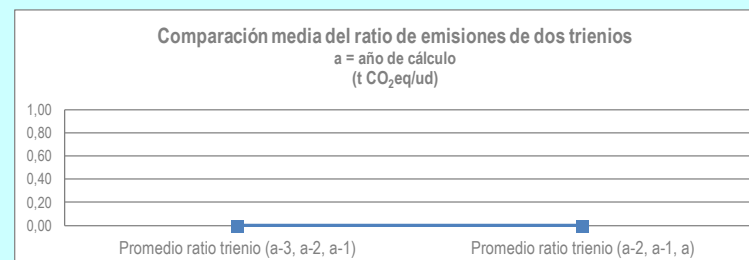 Comparación media del ratio de emisiones de dos trienios
a = año de cálculo
(t CO₂eq/ud)
1,00
0,80
0,60
0,40
0,20
0,00
Promedio ratio trienio (a-3, a-2, a-1) Promedio ratio trienio (a-2, a-1, a)